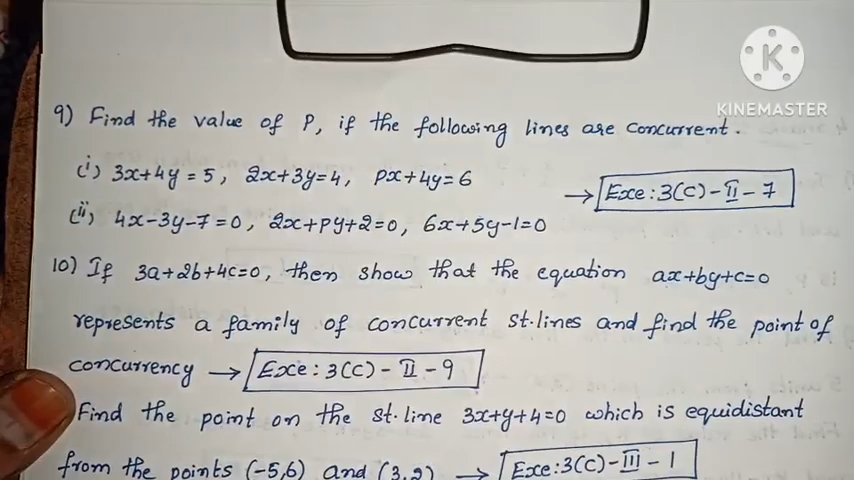 KINEMASTER
9) Find the value of P, if the following lines are concurrent.
(i) 3x+4y=5, 2x+3y=4, px+4y=6
→ Exe: 3(C)-II-7
(ii) 4x-3y-7=0, 2x+py+2=0, 6x+5y-1=0
10) If 3a+2b+4c=0, then show that the equation ax+by+c=0
represents a family of concurrent st.lines and find the point of
concurrency → Exe: 3(C)-II-9
Find the point on the st.line 3x+y+4=0 which is equidistant
from the points (-5,6) and (3,2) → Exe:3(C)-III-1